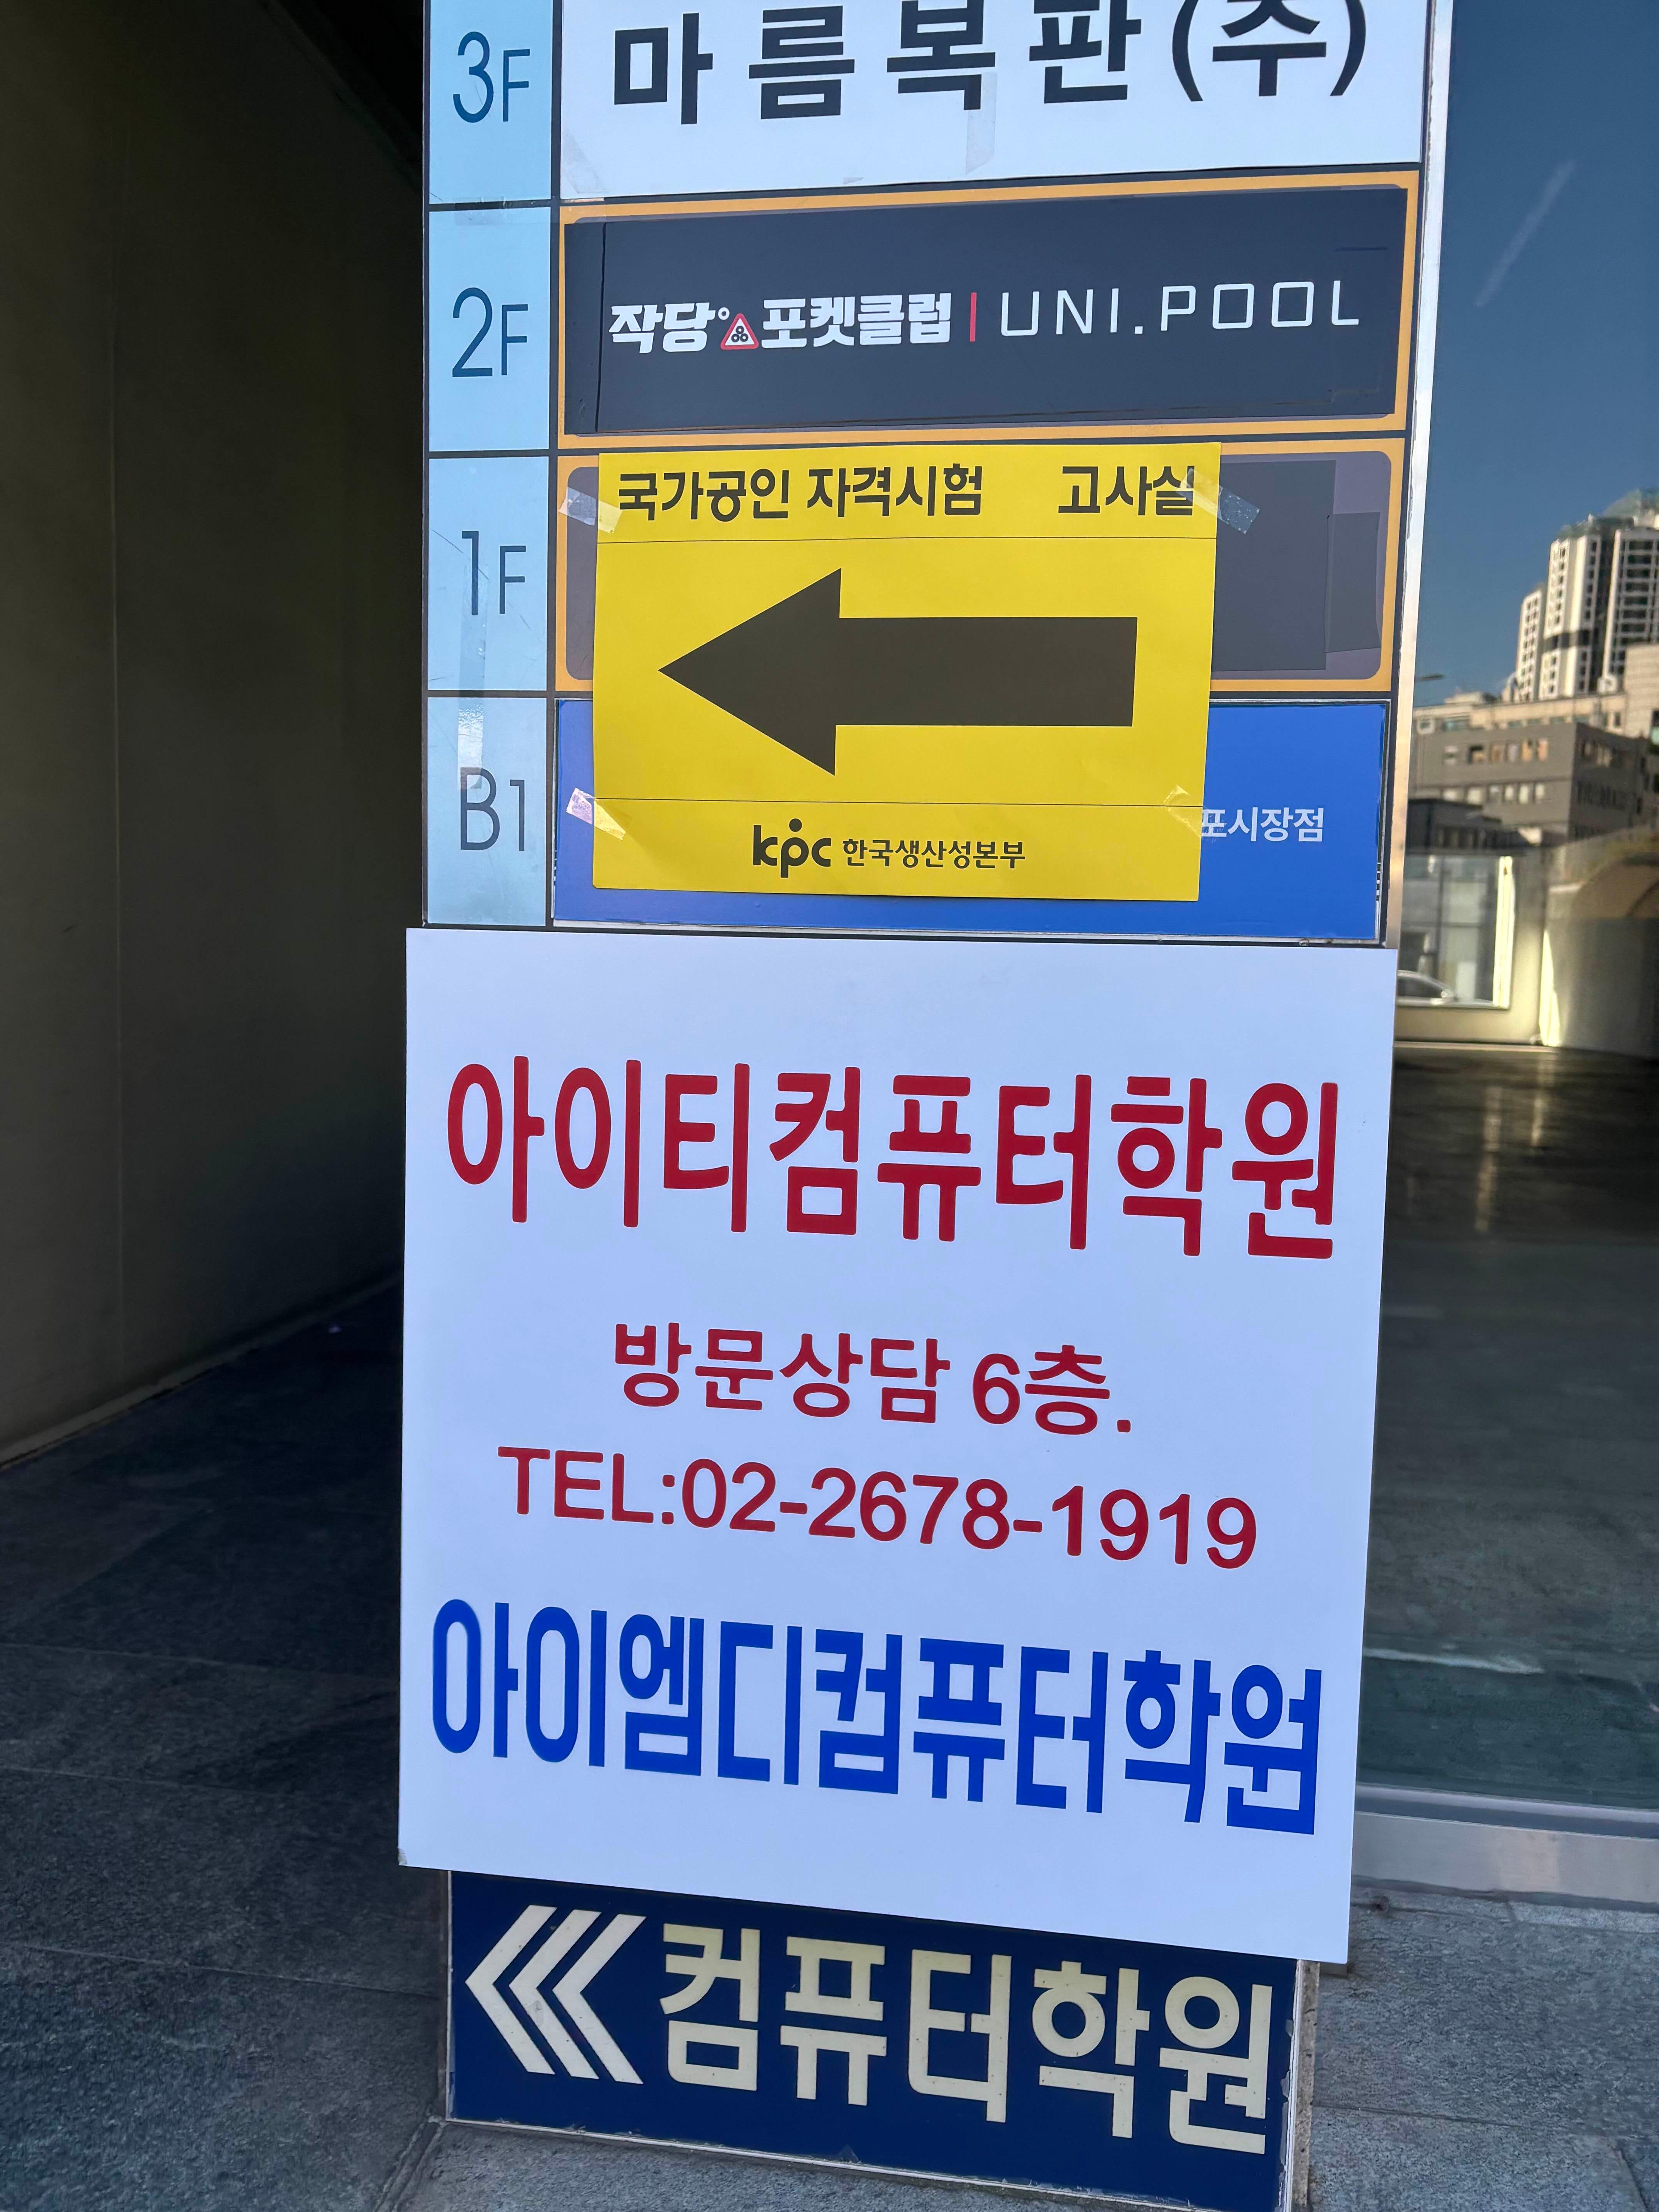 3F 마름복판(주)
2F 작당 포켓클럽 | UNI.POOL
1F
국가공인 자격시험 고사실
B1
포시장점
kpc 한국생산성본부
아이티컴퓨터학원
방문상담 6층.
TEL:02-2678-1919
아이엠디컴퓨터학원
컴퓨터학원